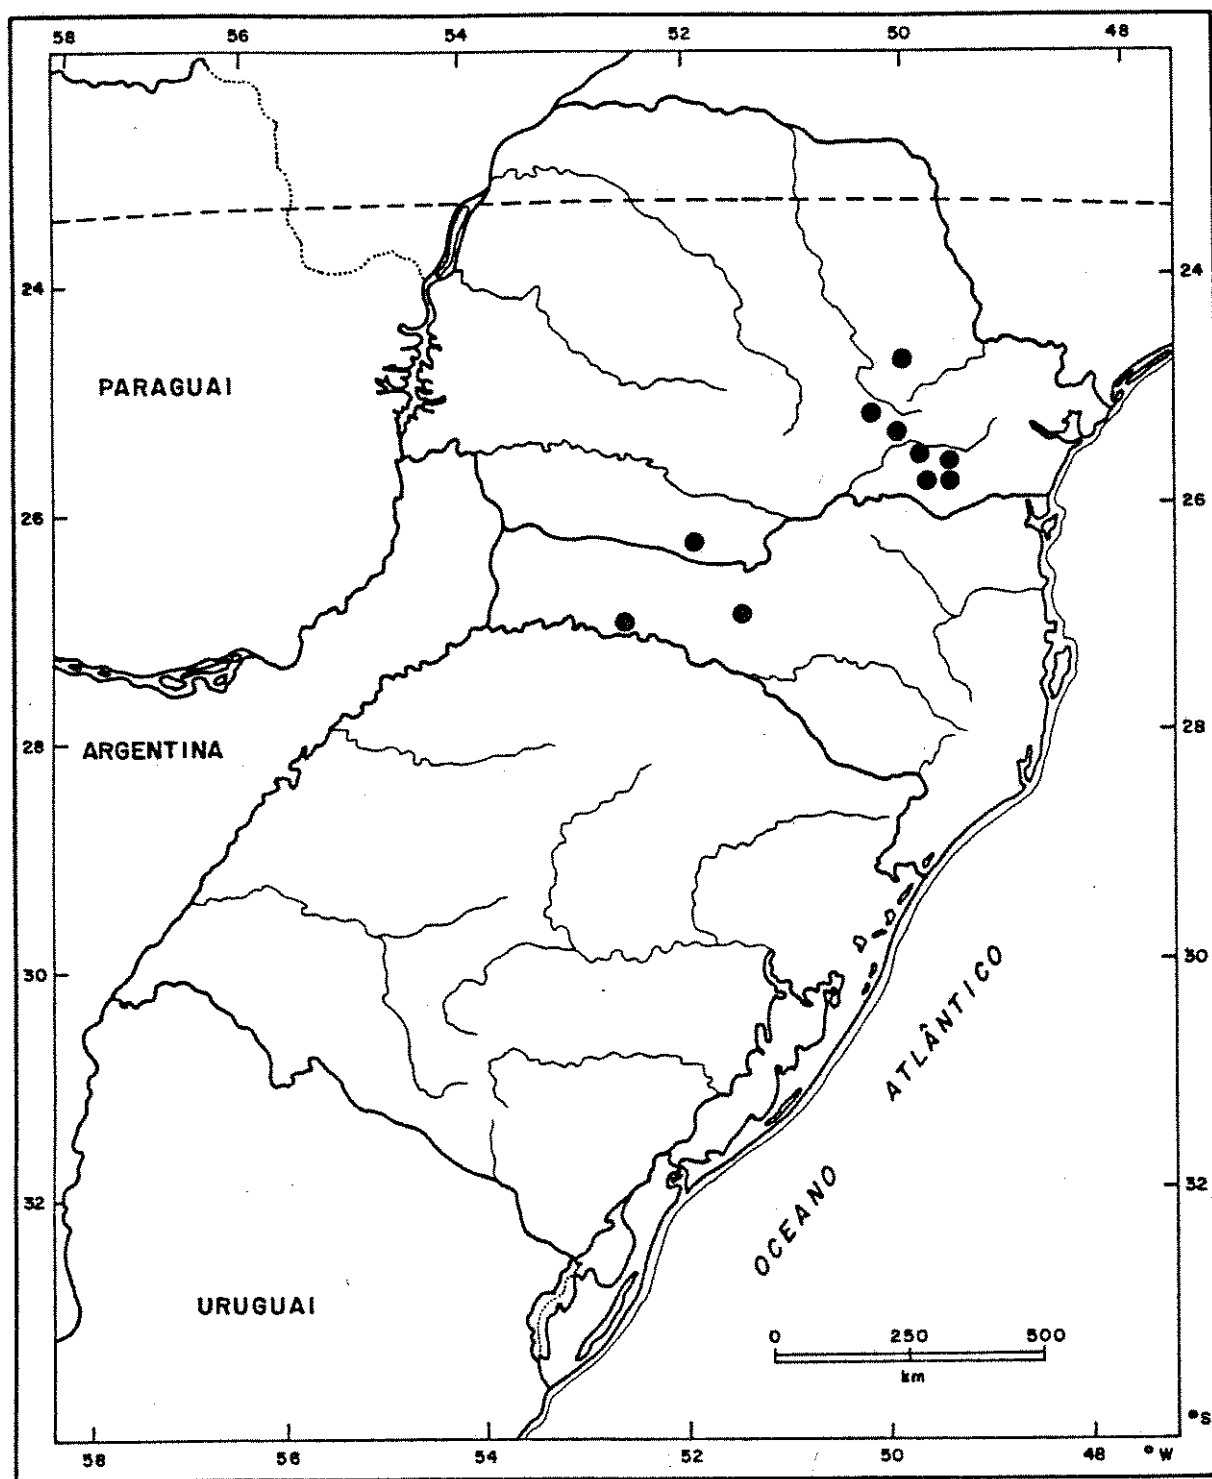 58 56 54 52 50 48
24 24
PARAGUAI
26 26
28 28
ARGENTINA
30 30
OCEANO ATLÂNTICO
32 32
URUGUAI
0 250 500
km
°S
58 56 54 52 50 48 °W